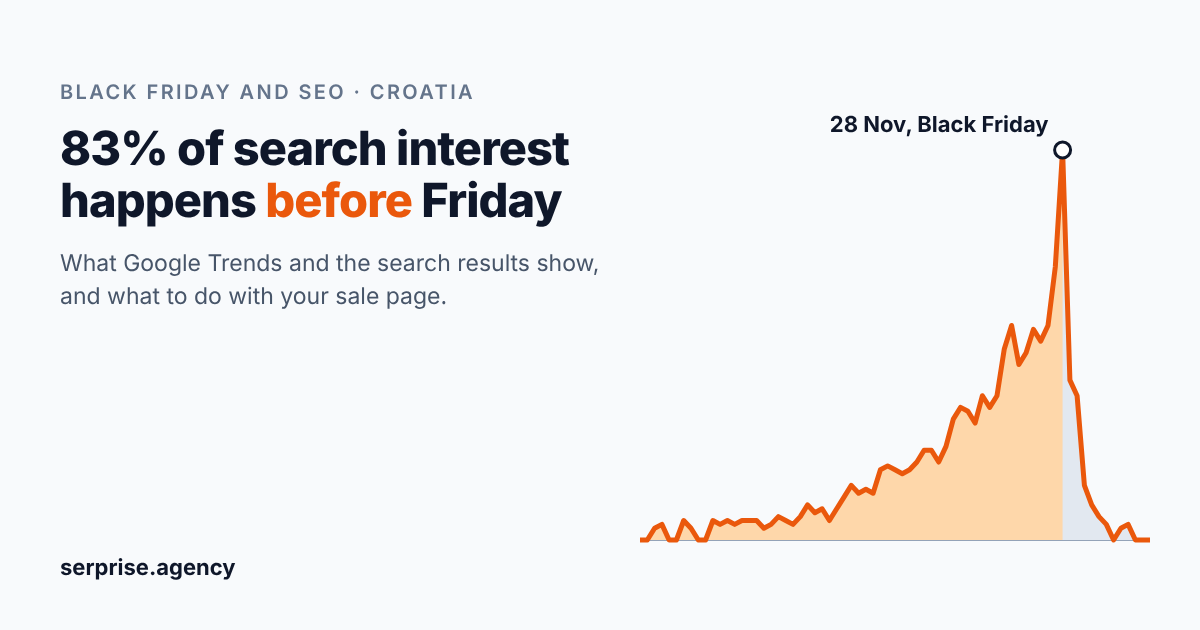 BLACK FRIDAY AND SEO · CROATIA
83% of search interest
happens before Friday
What Google Trends and the search results show,
and what to do with your sale page.
28 Nov, Black Friday
serprise.agency